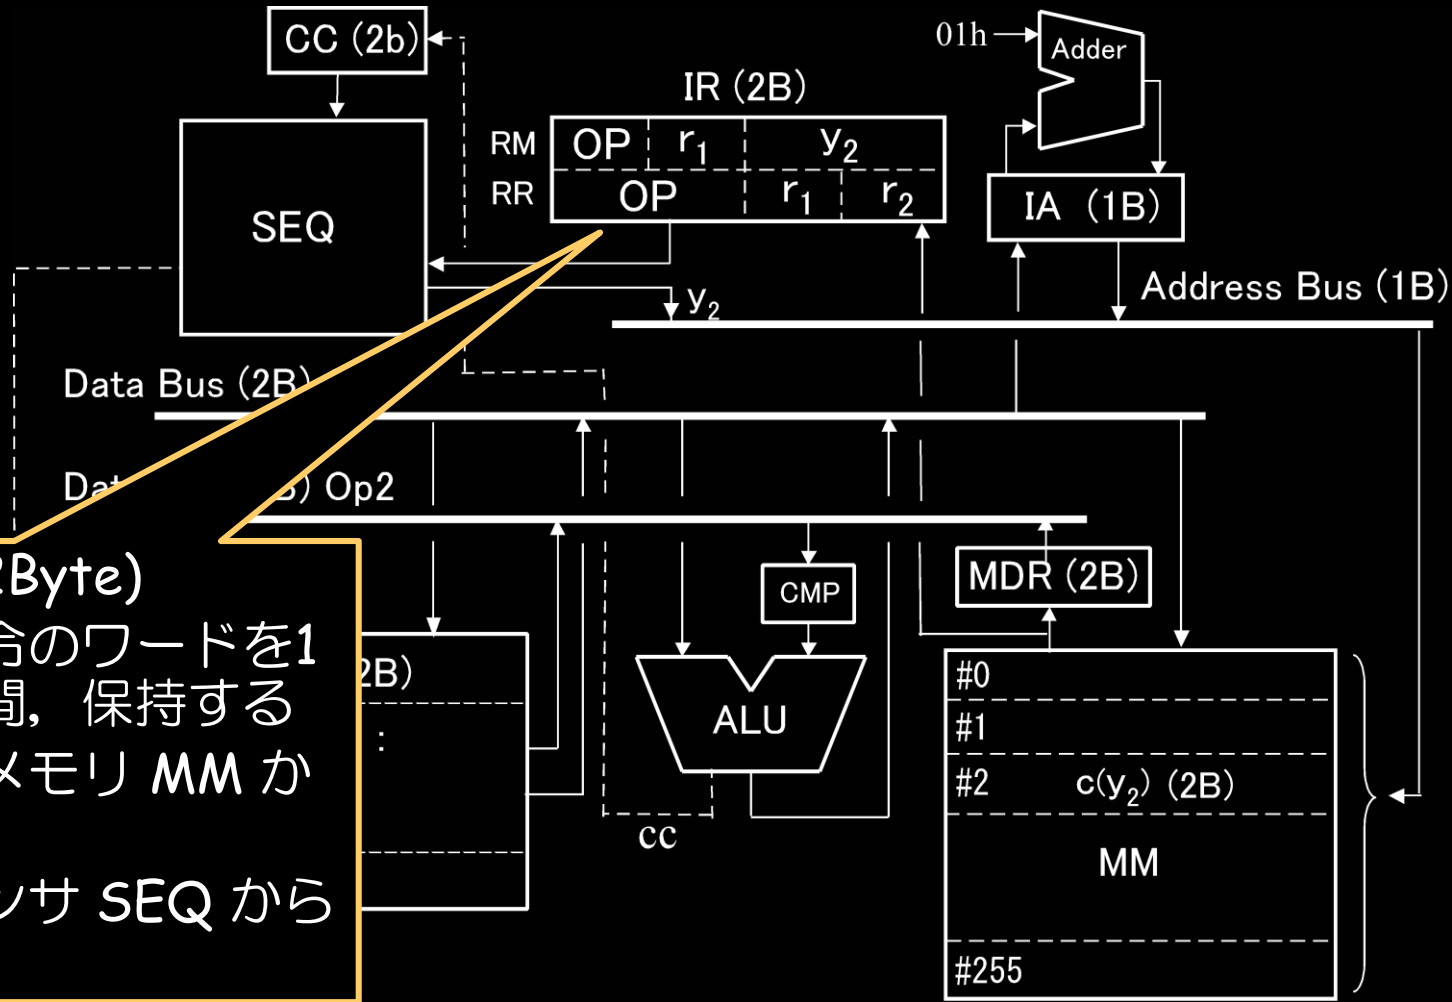 CC (2b)
01h
Adder
IR (2B)
RM OP r₁ y₂
RR OP r₁ r₂
IA (1B)
SEQ
Address Bus (1B)
y₂
Data Bus (2B)
Op2
MDR (2B)
CMP
2Byte)
のワードを1
間，保持する
メモリ MM か
ンサ SEQ から
2B)
:
ALU
cc
#0
#1
#2 c(y₂) (2B)
MM
#255